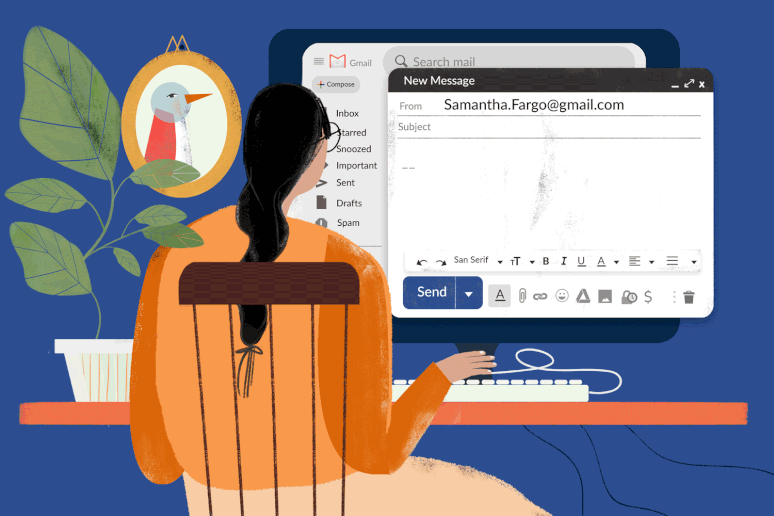 Gmail
Search mail
Compose
Inbox
Starred
Snoozed
Important
Sent
Drafts
Spam
New Message
x
From Samantha.Fargo@gmail.com
Subject
--
San Serif TT B I U A
Send A $